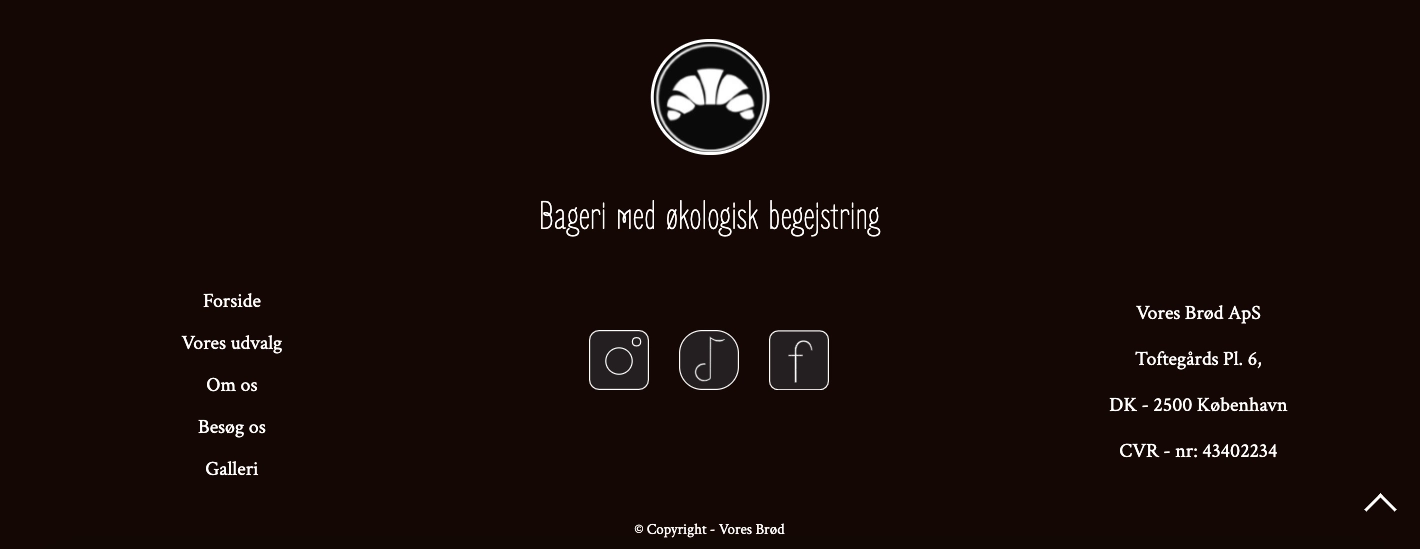 Bageri med økologisk begejstring
Forside
Vores udvalg
Om os
Besøg os
Galleri
Vores Brød ApS
Toftegårds Pl. 6,
DK - 2500 København
CVR - nr: 43402234
© Copyright - Vores Brød